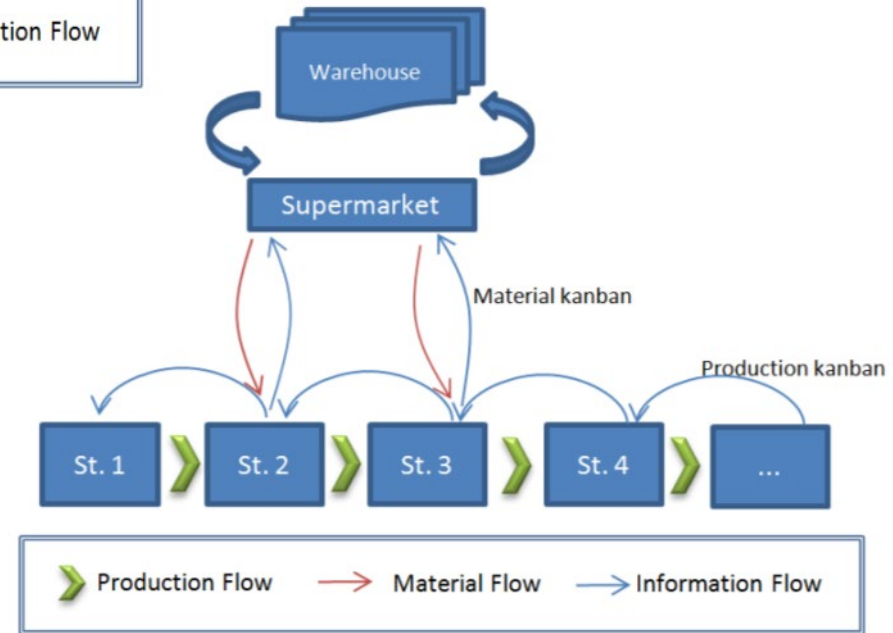 tion Flow
Warehouse
Supermarket
Material kanban
Production kanban
St. 1
St. 2
St. 3
St. 4
...
Production Flow
Material Flow
Information Flow